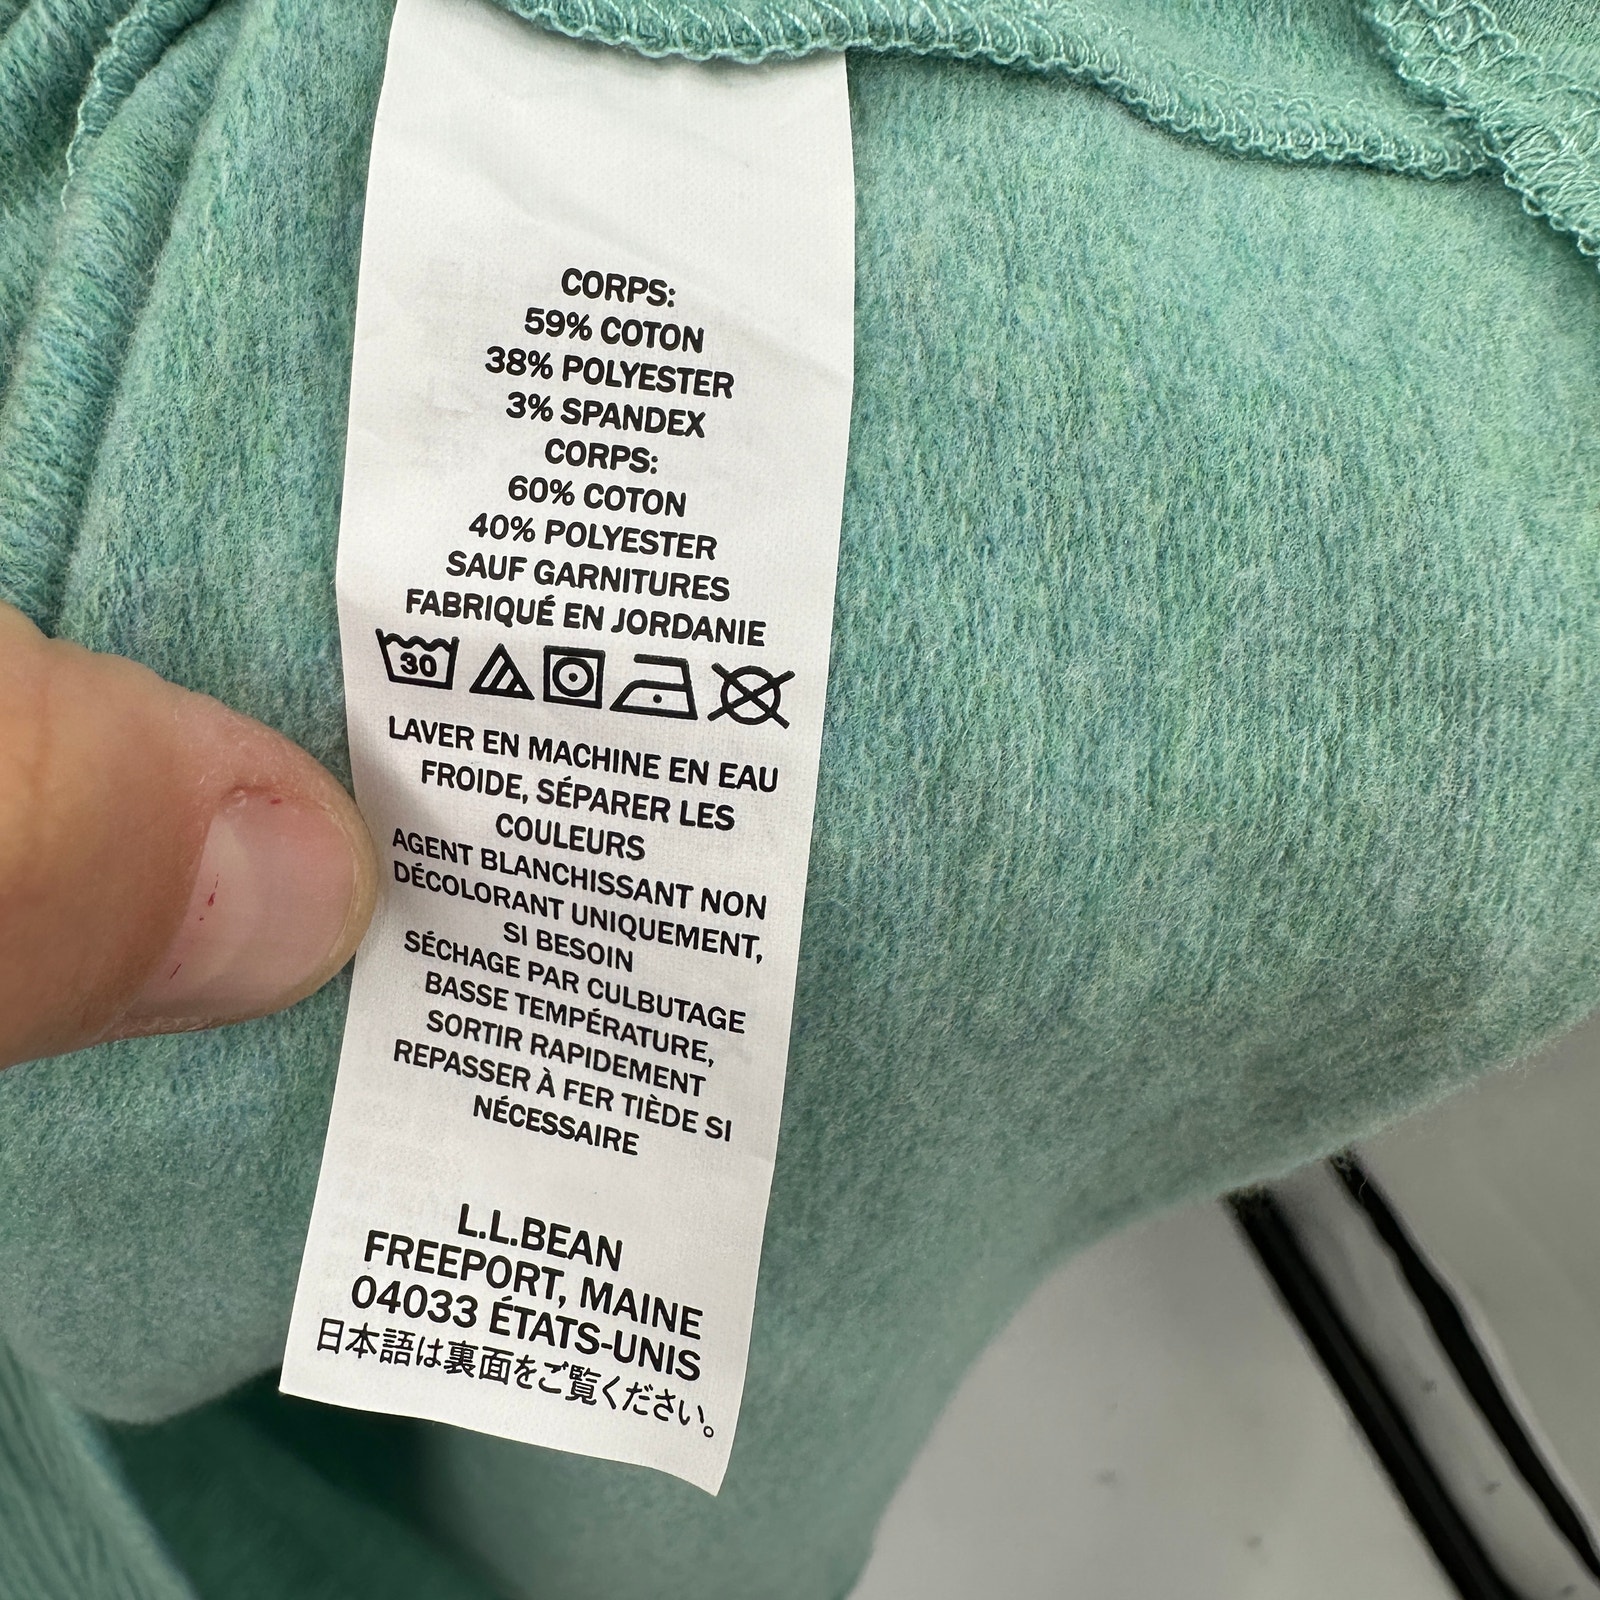 CORPS:
59% COTON
38% POLYESTER
3% SPANDEX
CORPS:
60% COTON
40% POLYESTER
SAUF GARNITURES
FABRIQUÉ EN JORDANIE
30
LAVER EN MACHINE EN EAU
FROIDE, SÉPARER LES
COULEURS
AGENT BLANCHISSANT NON
DÉCOLORANT UNIQUEMENT,
SI BESOIN
SÉCHAGE PAR CULBUTAGE
BASSE TEMPÉRATURE,
SORTIR RAPIDEMENT
REPASSER À FER TIÈDE SI
NÉCESSAIRE
L.L.BEAN
FREEPORT, MAINE
04033 ÉTATS-UNIS
日本語は裏面をご覧ください。